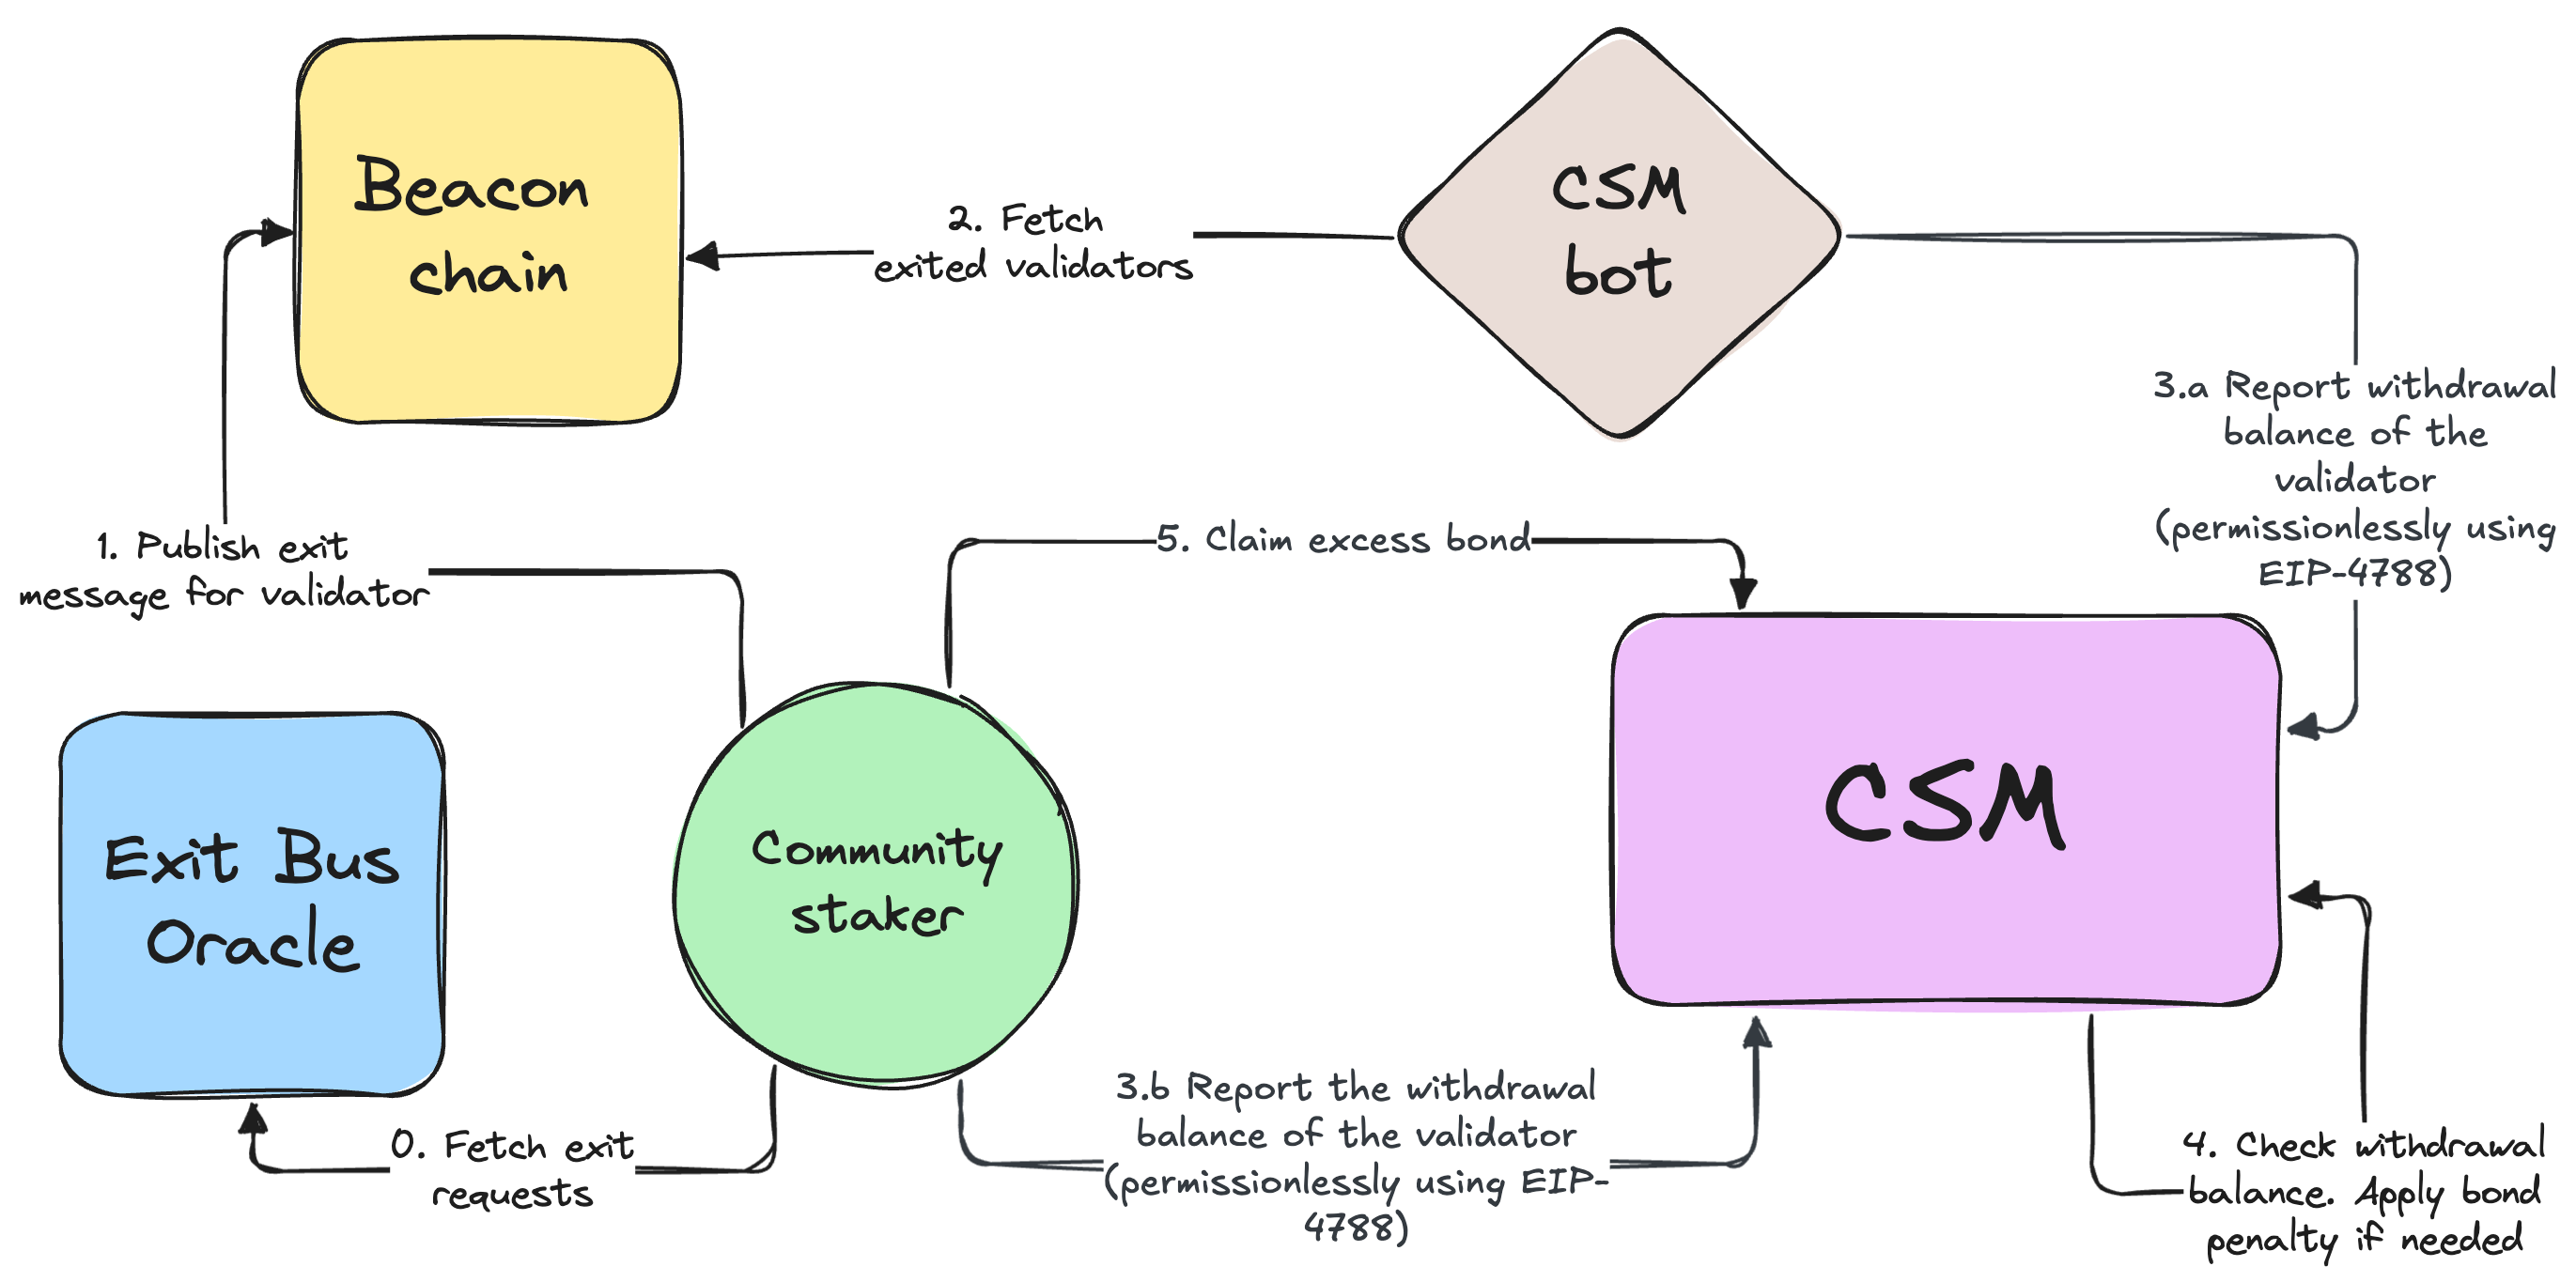 Beacon
chain
CSM
bot
2. Fetch
exited validators
3.a Report withdrawal
balance of the
validator
(permissionlessly using
EIP-4788)
1. Publish exit
message for validator
5. Claim excess bond
Exit Bus
Oracle
Community
staker
CSM
0. Fetch exit
requests
3.b Report the withdrawal
balance of the validator
(permissionlessly using EIP-
4788)
4. Check withdrawal
balance. Apply bond
penalty if needed